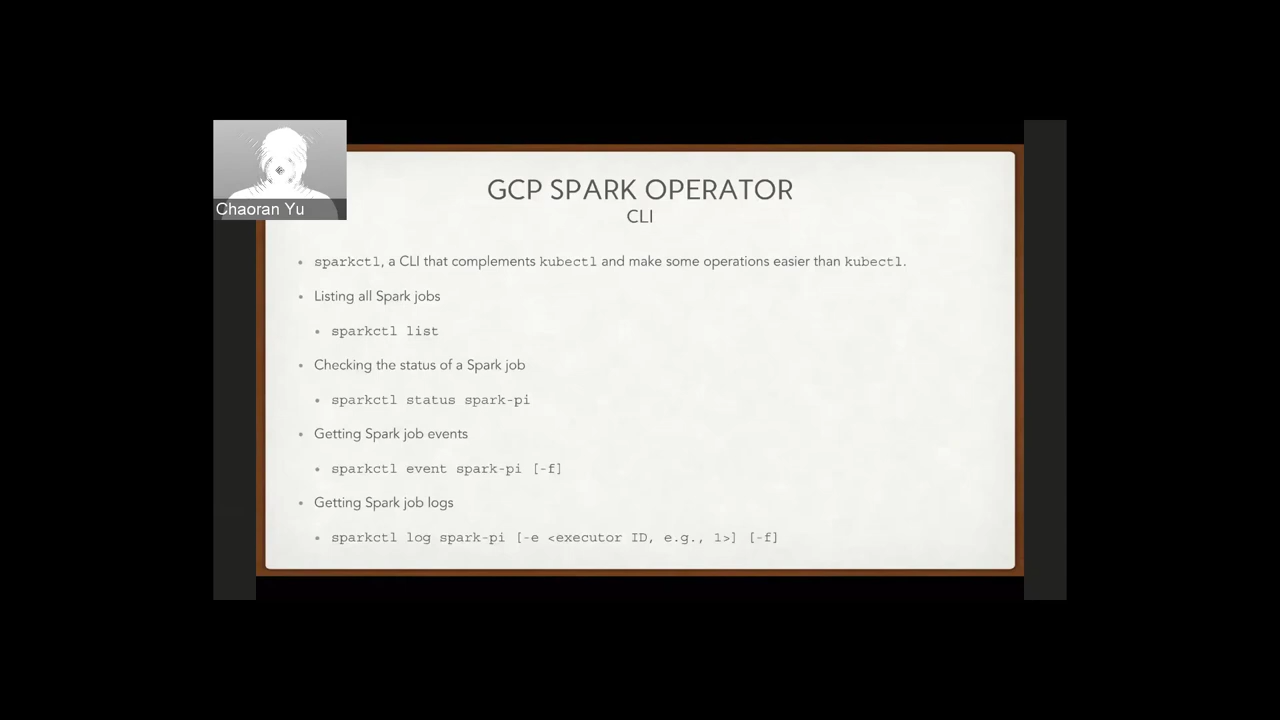 Chaoran Yu
GCP SPARK OPERATOR
CLI
• sparkctl, a CLI that complements kubectl and make some operations easier than kubectl.
• Listing all Spark jobs
• sparkctl list
• Checking the status of a Spark job
• sparkctl status spark-pi
• Getting Spark job events
• sparkctl event spark-pi [-f]
• Getting Spark job logs
• sparkctl log spark-pi [-e <executor ID, e.g., 1>] [-f]